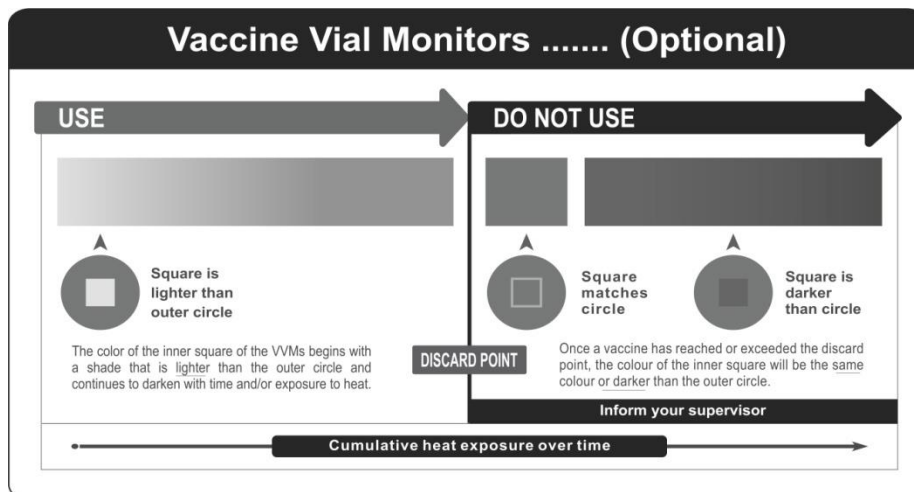 Vaccine Vial Monitors ....... (Optional)
USE
DO NOT USE
Square is
lighter than
outer circle
Square
matches
circle
Square is
darker
than circle
The color of the inner square of the VVMs begins with
a shade that is lighter than the outer circle and
continues to darken with time and/or exposure to heat.
DISCARD POINT
Once a vaccine has reached or exceeded the discard
point, the colour of the inner square will be the same
colour or darker than the outer circle.
Inform your supervisor
Cumulative heat exposure over time